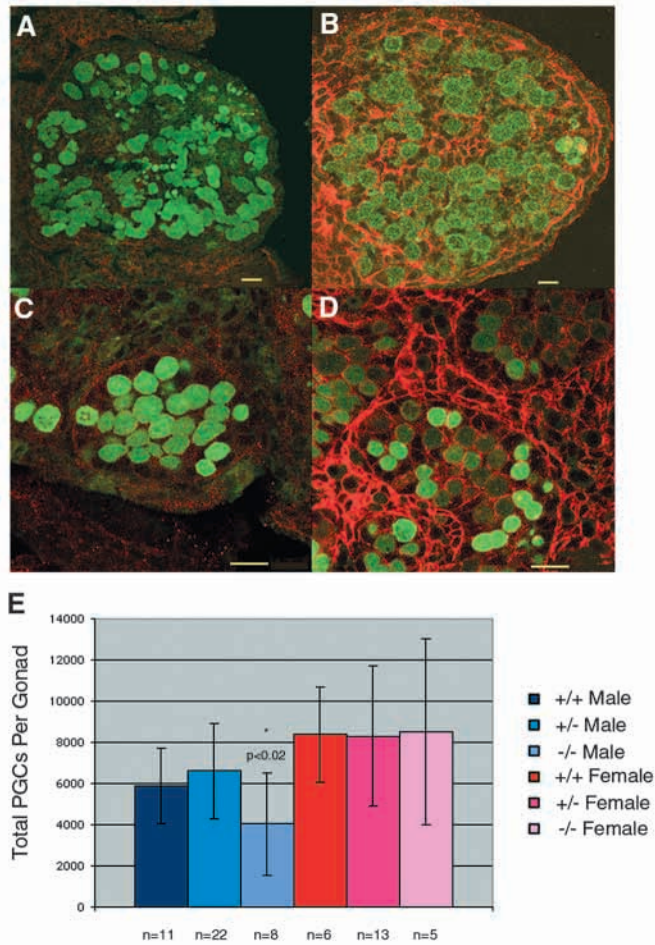 A
B
C
D
E
Total PGCs Per Gonad
14000
12000
10000
8000
6000
4000
2000
0
*
p<0.02
n=11 n=22 n=8 n=6 n=13 n=5
+/+ Male
+/- Male
-/- Male
+/+ Female
+/- Female
-/- Female